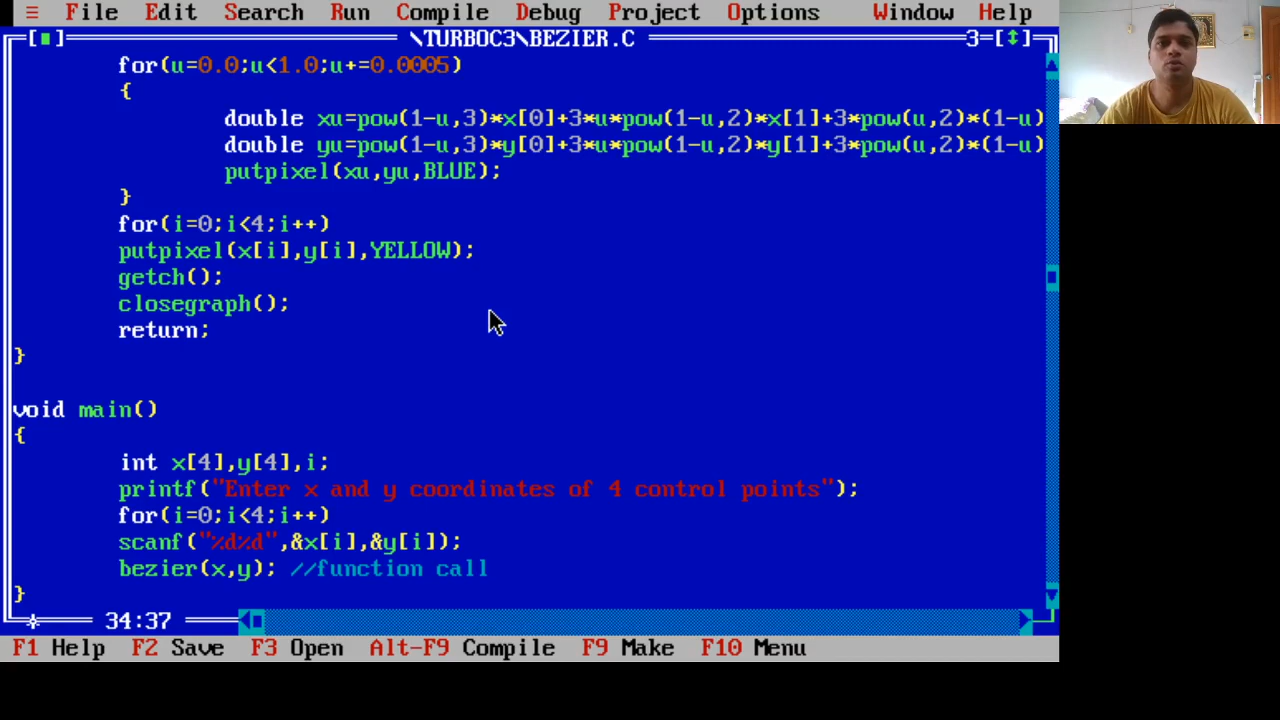 ≡ File Edit Search Run Compile Debug Project Options Window Help
[■] \TURBOC3\BEZIER.C 3=[↕]
for(u=0.0;u<1.0;u+=0.0005)
{
double xu=pow(1-u,3)*x[0]+3*u*pow(1-u,2)*x[1]+3*pow(u,2)*(1-u)
double yu=pow(1-u,3)*y[0]+3*u*pow(1-u,2)*y[1]+3*pow(u,2)*(1-u)
putpixel(xu,yu,BLUE);
}
for(i=0;i<4;i++)
putpixel(x[i],y[i],YELLOW);
getch();
closegraph();
return;
}
void main()
{
int x[4],y[4],i;
printf("Enter x and y coordinates of 4 control points");
for(i=0;i<4;i++)
scanf("%d%d",&x[i],&y[i]);
bezier(x,y); //function call
}
34:37
F1 Help F2 Save F3 Open Alt-F9 Compile F9 Make F10 Menu